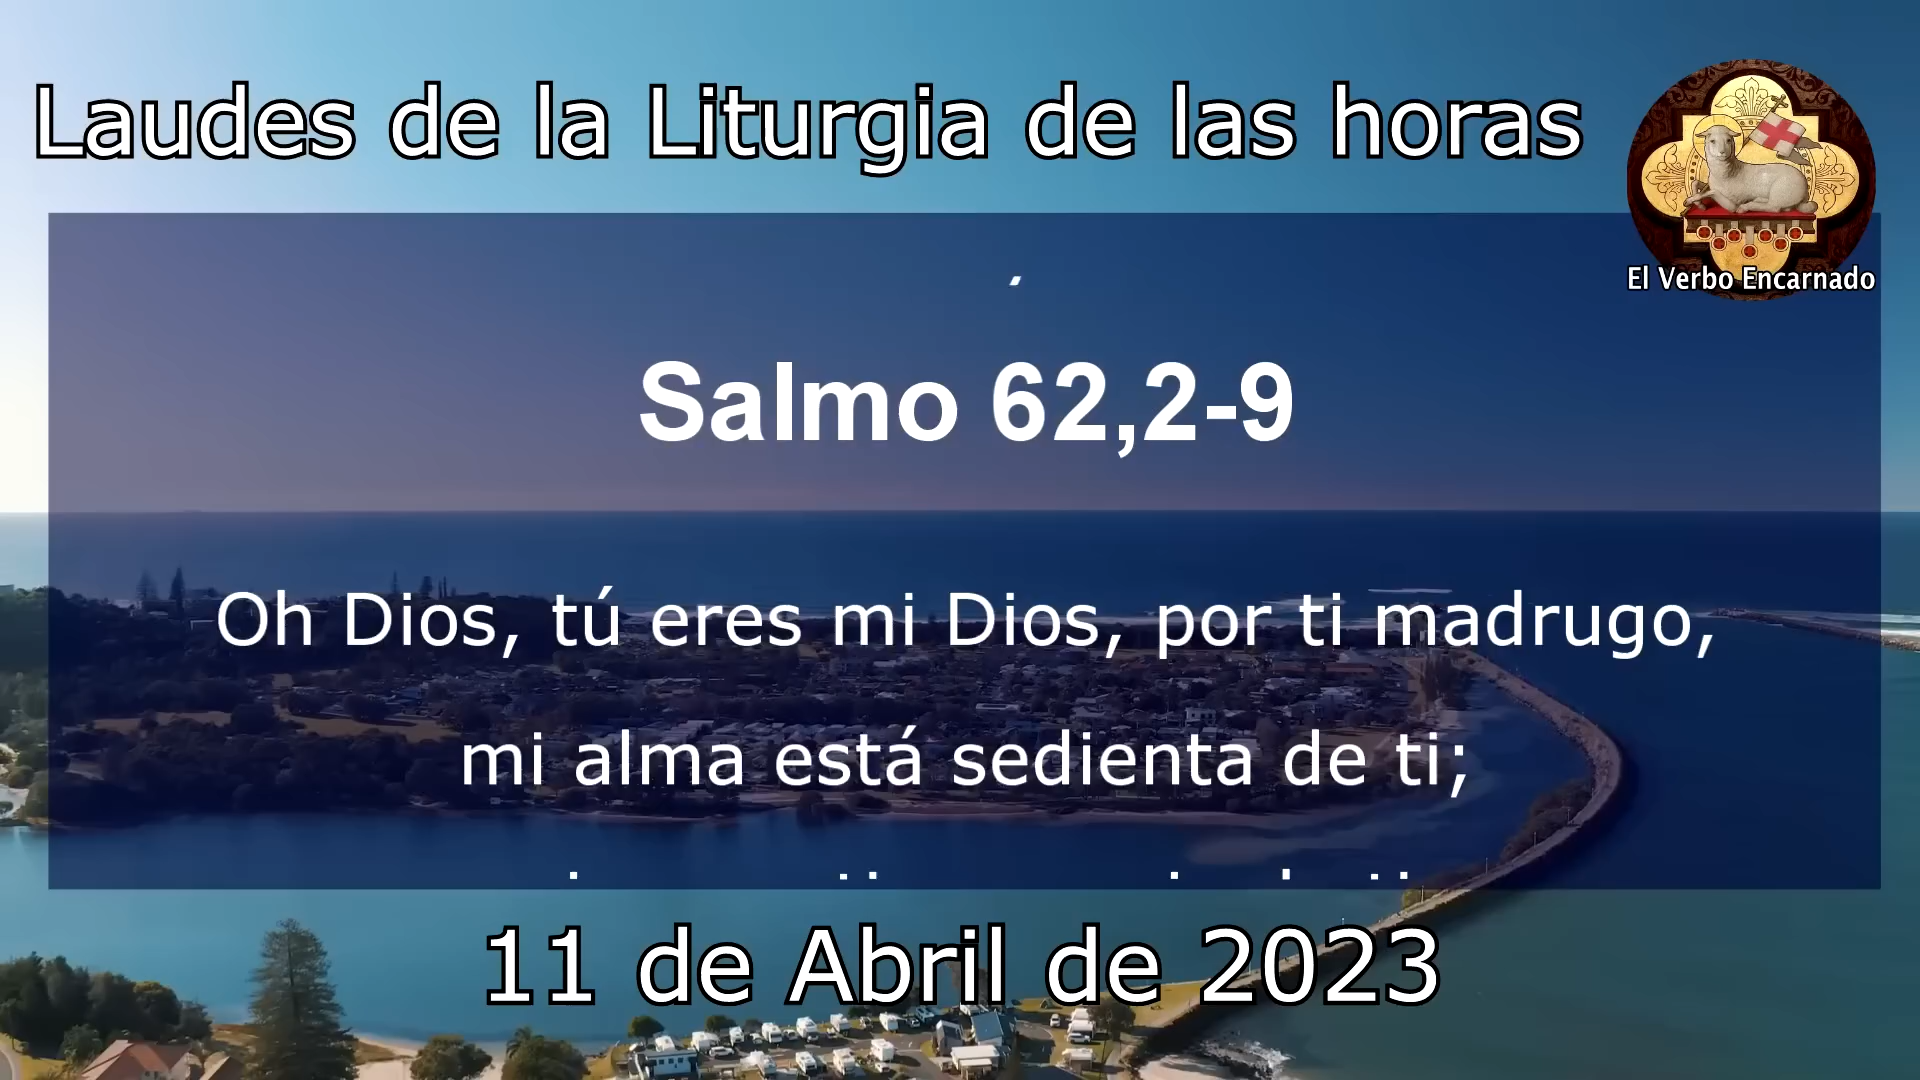 Laudes de la Liturgia de las horas
El Verbo Encarnado
Salmo 62,2-9
Oh Dios, tú eres mi Dios, por ti madrugo,
mi alma está sedienta de ti;
11 de Abril de 2023